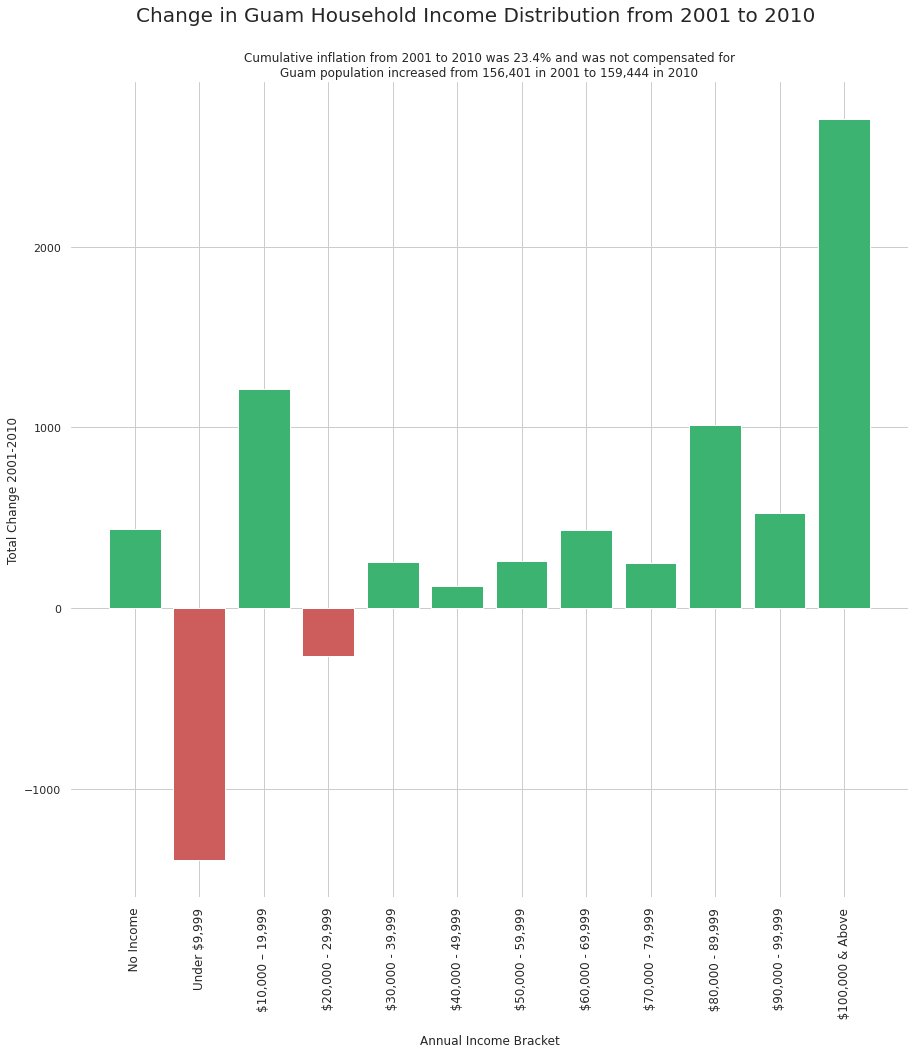 Change in Guam Household Income Distribution from 2001 to 2010
Cumulative inflation from 2001 to 2010 was 23.4% and was not compensated for
Guam population increased from 156,401 in 2001 to 159,444 in 2010
Total Change 2001-2010
2000
1000
0
−1000
No Income
Under $9,999
$10,000 – 19,999
$20,000 - 29,999
$30,000 - 39,999
$40,000 - 49,999
$50,000 - 59,999
$60,000 - 69,999
$70,000 - 79,999
$80,000 - 89,999
$90,000 - 99,999
$100,000 & Above
Annual Income Bracket